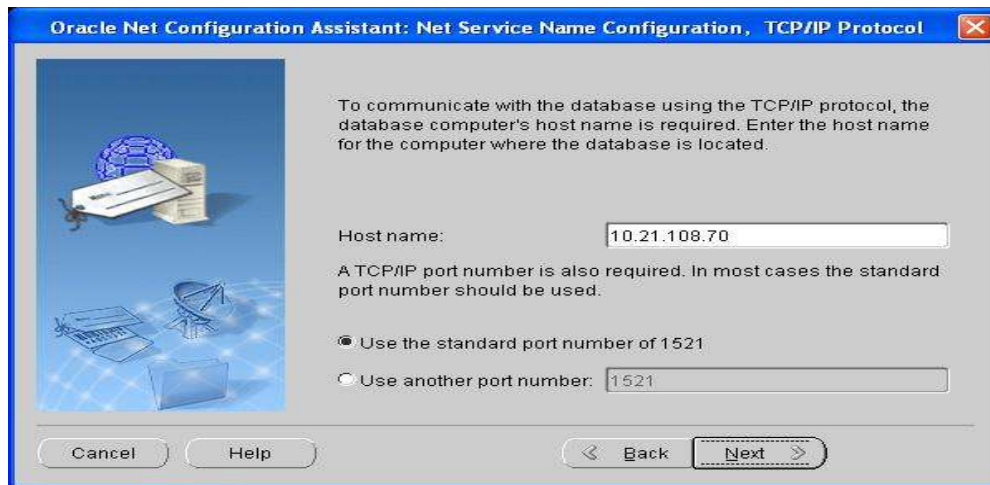 Oracle Net Configuration Assistant: Net Service Name Configuration, TCP/IP Protocol
To communicate with the database using the TCP/IP protocol, the
database computer's host name is required. Enter the host name
for the computer where the database is located.
Host name: 10.21.108.70
A TCP/IP port number is also required. In most cases the standard
port number should be used.
Use the standard port number of 1521
Use another port number: 1521
Cancel Help Back Next